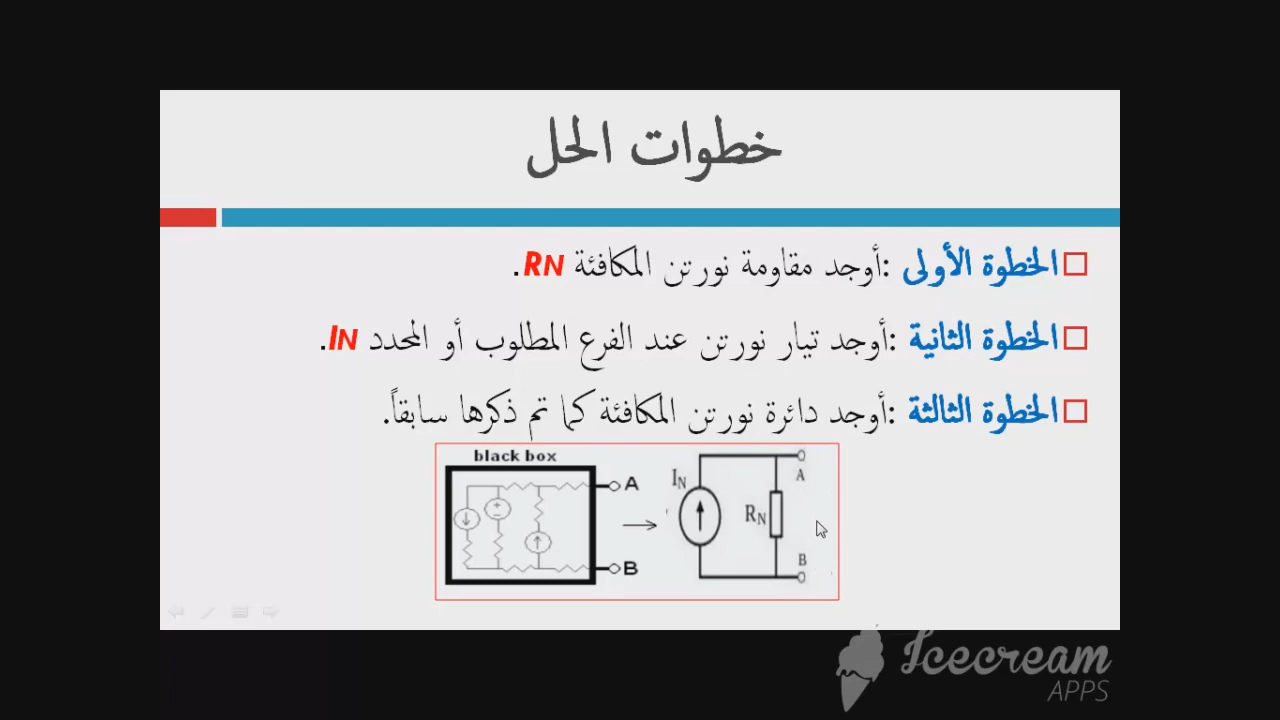 خطوات الحل
الخطوة الأولى :أوجد مقاومة نورتن المكافئة RN.
الخطوة الثانية :أوجد تيار نورتن عند الفرع المطلوب أو المحدد IN.
الخطوة الثالثة :أوجد دائرة نورتن المكافئة كما تم ذكرها سابقاً.
black box
A
B
IN
RN
A
B
Icecream
APPS